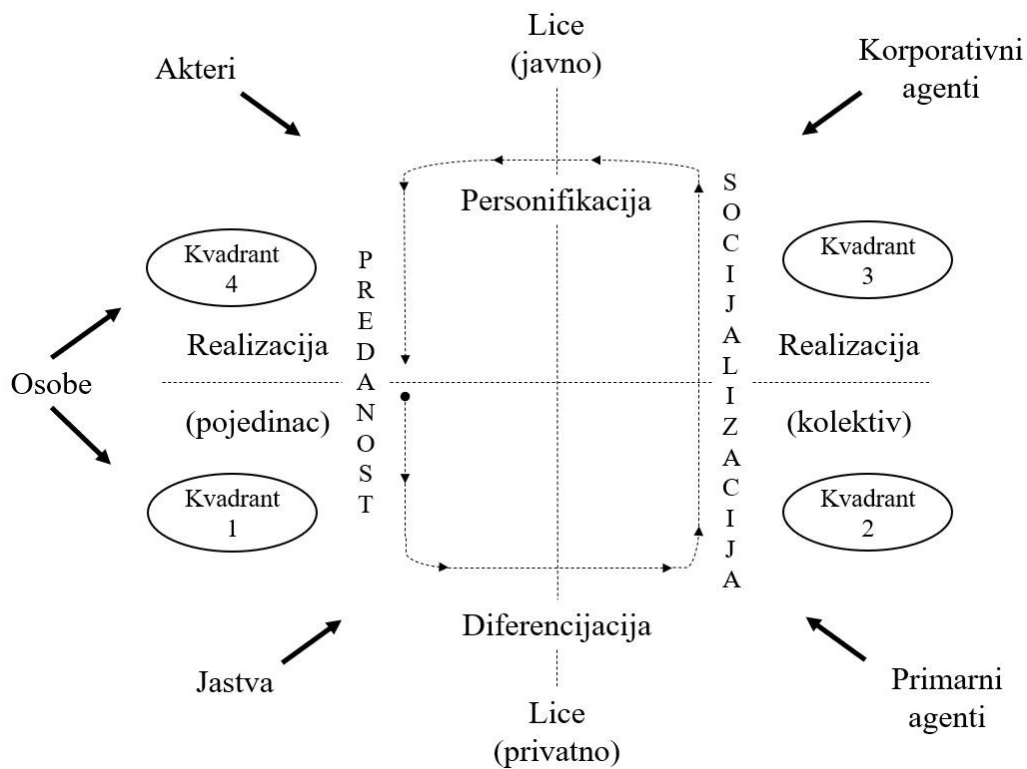 Lice
(javno)
Akteri
Korporativni
agenti
Personifikacija
SOCIJALIZACIJA
PREDANOST
Kvadrant
4
Kvadrant
3
Realizacija
Realizacija
Osobe
(pojedinac)
(kolektiv)
Kvadrant
1
Kvadrant
2
Diferencijacija
Jastva
Primarni
agenti
Lice
(privatno)